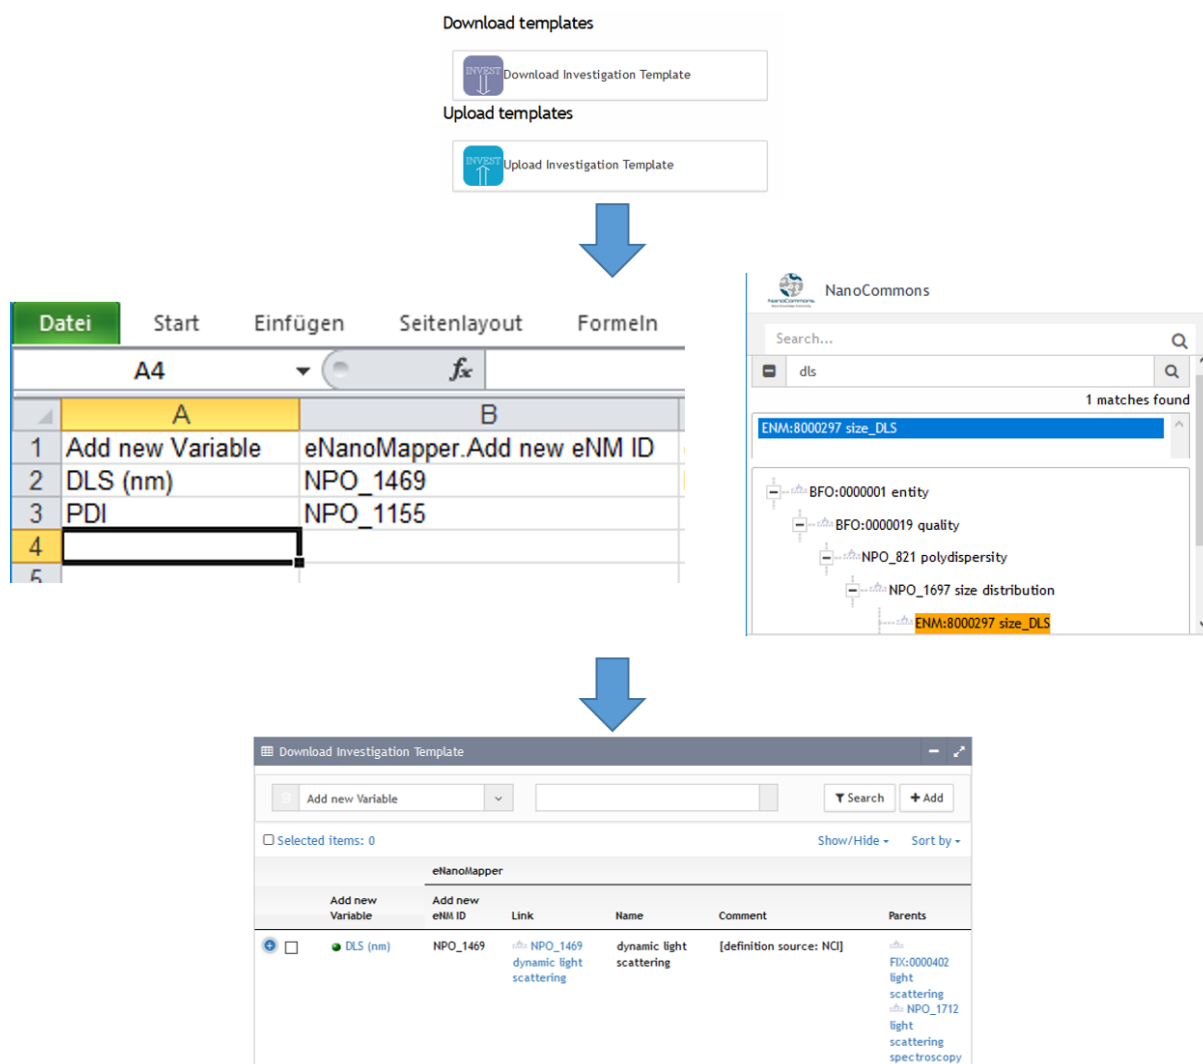 Download templates
INVEST
Download Investigation Template
Upload templates
INVEST
Upload Investigation Template
Datei Start Einfügen Seitenlayout Formeln
A4 fx
A B
1 Add new Variable eNanoMapper.Add new eNM ID
2 DLS (nm) NPO_1469
3 PDI NPO_1155
4
5
NanoCommons
NanoCommons
Search...
dls
1 matches found
ENM:8000297 size_DLS
BFO:0000001 entity
BFO:0000019 quality
NPO_821 polydispersity
NPO_1697 size distribution
ENM:8000297 size_DLS
Download Investigation Template
Add new Variable Search Add
Selected items: 0 Show/Hide Sort by
eNanoMapper
Add new Variable Add new eNM ID Link Name Comment Parents
DLS (nm) NPO_1469 NPO_1469 dynamic light scattering dynamic light scattering [definition source: NCI]
FIX:0000402
light
scattering
NPO_1712
light
scattering
spectroscopy